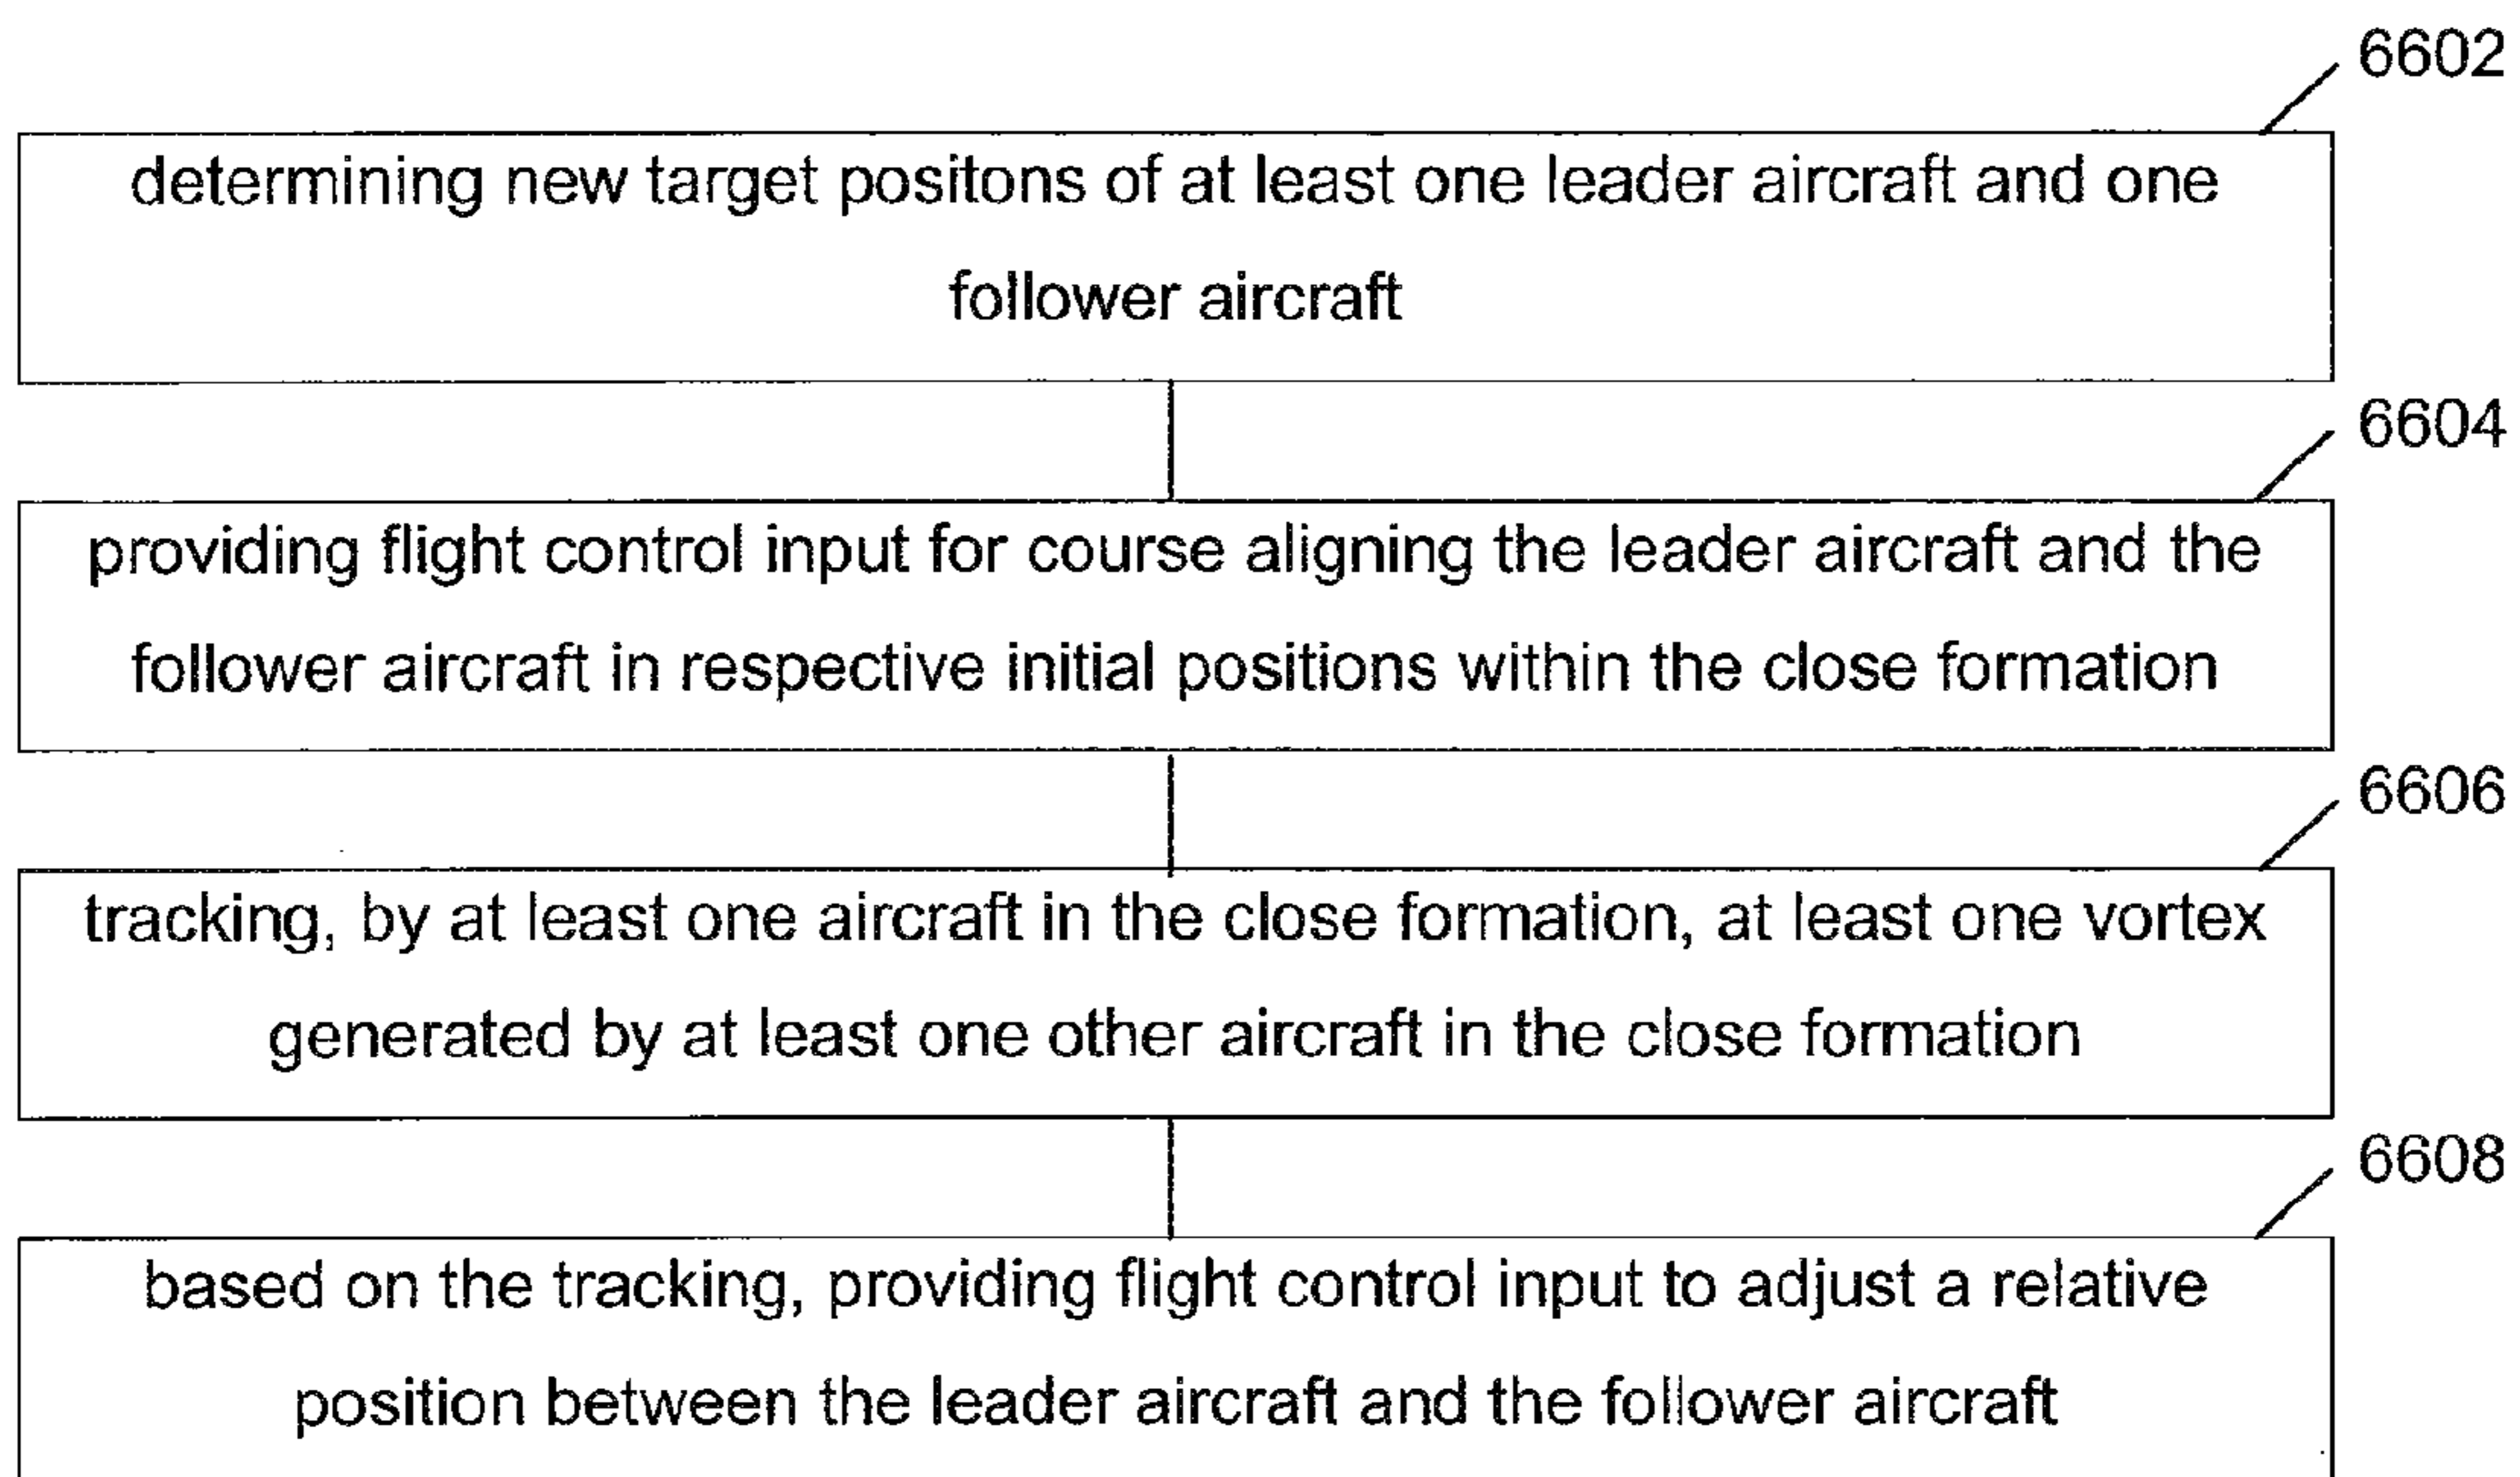 6602
determining new target positons of at least one leader aircraft and one
follower aircraft
6604
providing flight control input for course aligning the leader aircraft and the
follower aircraft in respective initial positions within the close formation
6606
tracking, by at least one aircraft in the close formation, at least one vortex
generated by at least one other aircraft in the close formation
6608
based on the tracking, providing flight control input to adjust a relative
position between the leader aircraft and the follower aircraft